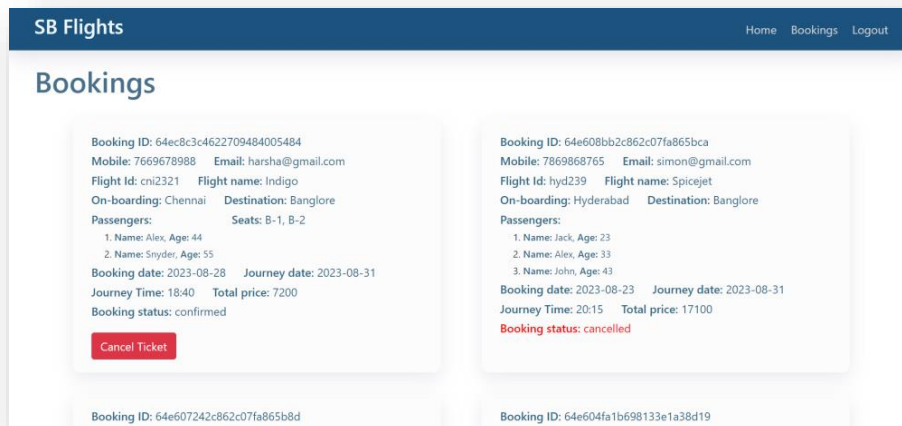 SB Flights
Home Bookings Logout
Bookings
Booking ID: 64ec8c3c4622709484005484
Mobile: 7669678988 Email: harsha@gmail.com
Flight Id: cni2321 Flight name: Indigo
On-boarding: Chennai Destination: Banglore
Passengers: Seats: B-1, B-2
1. Name: Alex, Age: 44
2. Name: Snyder, Age: 55
Booking date: 2023-08-28 Journey date: 2023-08-31
Journey Time: 18:40 Total price: 7200
Booking status: confirmed
Cancel Ticket
Booking ID: 64e608bb2c862c07fa865bca
Mobile: 7869868765 Email: simon@gmail.com
Flight Id: hyd239 Flight name: Spicejet
On-boarding: Hyderabad Destination: Banglore
Passengers:
1. Name: Jack, Age: 23
2. Name: Alex, Age: 33
3. Name: John, Age: 43
Booking date: 2023-08-23 Journey date: 2023-08-31
Journey Time: 20:15 Total price: 17100
Booking status: cancelled
Booking ID: 64e607242c862c07fa865b8d
Booking ID: 64e604fa1b698133e1a38d19